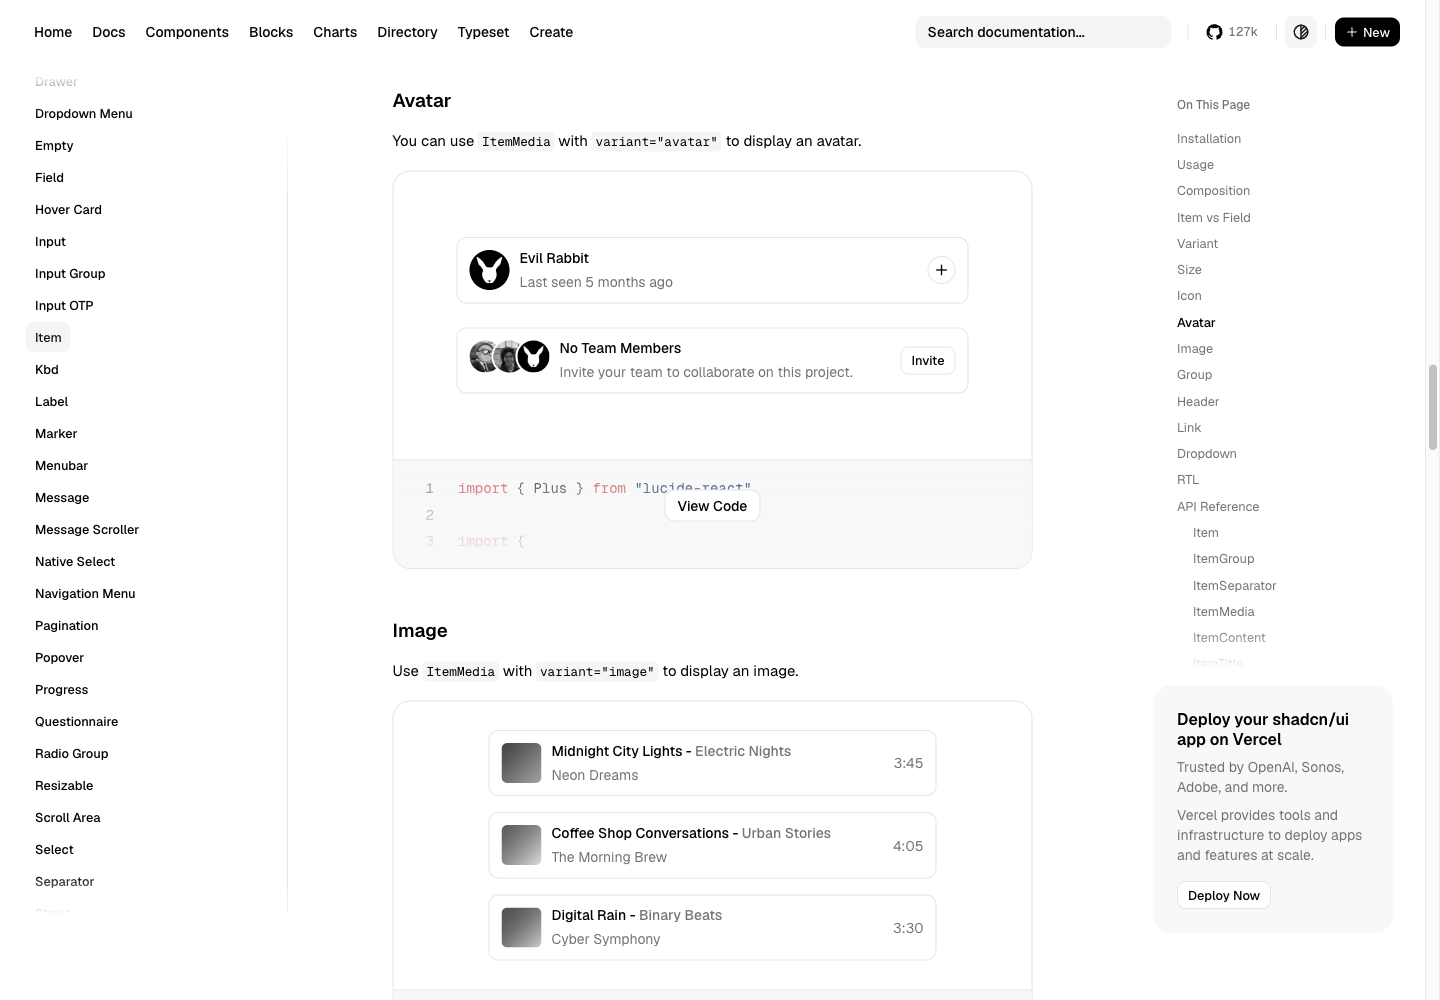 Home Docs Components Blocks Charts Directory Typeset Create
Search documentation...
127k
New
Drawer
Dropdown Menu
Empty
Field
Hover Card
Input
Input Group
Input OTP
Item
Kbd
Label
Marker
Menubar
Message
Message Scroller
Native Select
Navigation Menu
Pagination
Popover
Progress
Questionnaire
Radio Group
Resizable
Scroll Area
Select
Separator
Sheet
Avatar
You can use ItemMedia with variant="avatar" to display an avatar.
Evil Rabbit
Last seen 5 months ago
No Team Members
Invite your team to collaborate on this project.
Invite
1 import { Plus } from "lucide-react"
2
3 import {
View Code
Image
Use ItemMedia with variant="image" to display an image.
Midnight City Lights - Electric Nights
Neon Dreams
3:45
Coffee Shop Conversations - Urban Stories
The Morning Brew
4:05
Digital Rain - Binary Beats
Cyber Symphony
3:30
On This Page
Installation
Usage
Composition
Item vs Field
Variant
Size
Icon
Avatar
Image
Group
Header
Link
Dropdown
RTL
API Reference
Item
ItemGroup
ItemSeparator
ItemMedia
ItemContent
ItemTitle
Deploy your shadcn/ui
app on Vercel
Trusted by OpenAI, Sonos,
Adobe, and more.
Vercel provides tools and
infrastructure to deploy apps
and features at scale.
Deploy Now